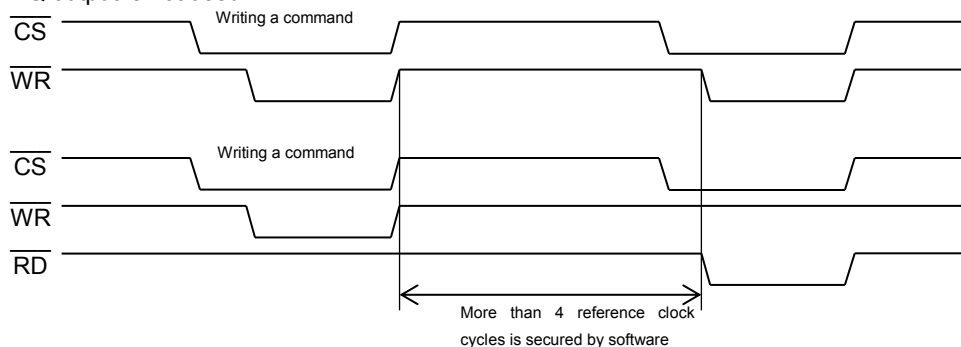 Writing a command
CS
WR
Writing a command
CS
WR
RD
More than 4 reference clock
cycles is secured by software